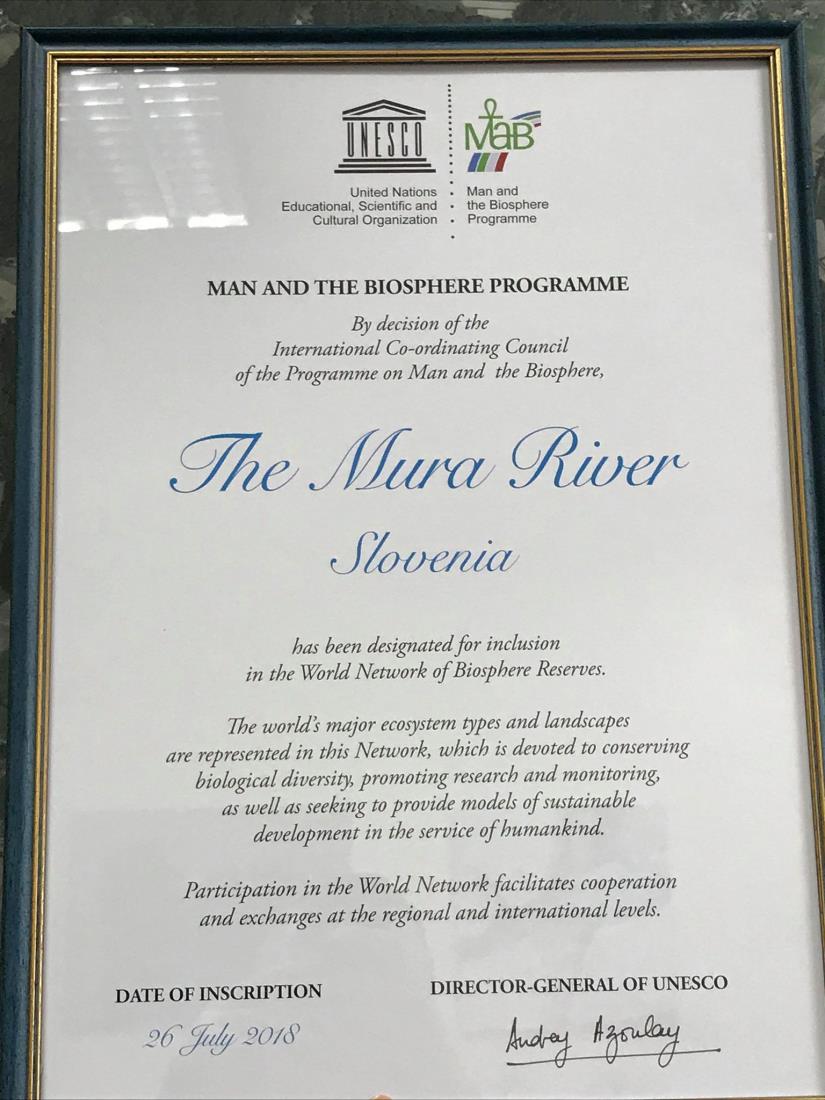 UNESCO
MaB
United Nations
Educational, Scientific and
Cultural Organization
Man and
the Biosphere
Programme
MAN AND THE BIOSPHERE PROGRAMME
By decision of the
International Co-ordinating Council
of the Programme on Man and the Biosphere,
The Mura River
Slovenia
has been designated for inclusion
in the World Network of Biosphere Reserves.
The world's major ecosystem types and landscapes
are represented in this Network, which is devoted to conserving
biological diversity, promoting research and monitoring,
as well as seeking to provide models of sustainable
development in the service of humankind.
Participation in the World Network facilitates cooperation
and exchanges at the regional and international levels.
DATE OF INSCRIPTION
26 July 2018
DIRECTOR-GENERAL OF UNESCO
Audrey Azoulay